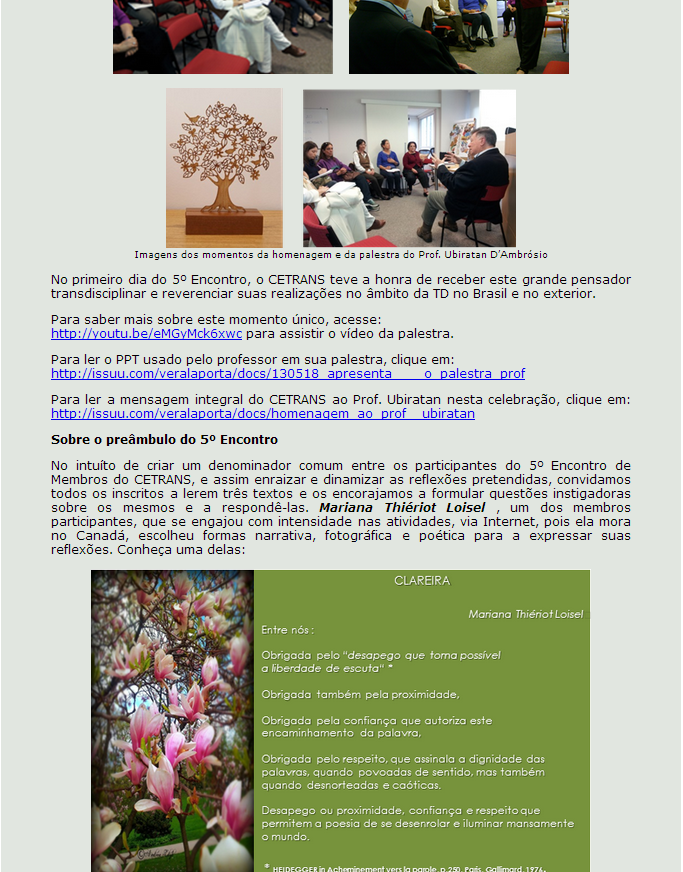 Imagens dos momentos da homenagem e da palestra do Prof. Ubiratan D'Ambrósio
No primeiro dia do 5º Encontro, o CETRANS teve a honra de receber este grande pensador
transdisciplinar e reverenciar suas realizações no âmbito da TD no Brasil e no exterior.
Para saber mais sobre este momento único, acesse:
http://youtu.be/eMGyMck6xwc para assistir o vídeo da palestra.
Para ler o PPT usado pelo professor em sua palestra, clique em:
http://issuu.com/veralaporta/docs/130518_apresenta____o_palestra_prof
Para ler a mensagem integral do CETRANS ao Prof. Ubiratan nesta celebração, clique em:
http://issuu.com/veralaporta/docs/homenagem_ao_prof__ubiratan
Sobre o preâmbulo do 5º Encontro
No intuíto de criar um denominador comum entre os participantes do 5º Encontro de
Membros do CETRANS, e assim enraizar e dinamizar as reflexões pretendidas, convidamos
todos os inscritos a lerem três textos e os encorajamos a formular questões instigadoras
sobre os mesmos e a respondê-las. Mariana Thiériot Loisel , um dos membros
participantes, que se engajou com intensidade nas atividades, via Internet, pois ela mora
no Canadá, escolheu formas narrativa, fotográfica e poética para a expressar suas
reflexões. Conheça uma delas:
CLAREIRA
Mariana Thiériot Loisel
Entre nós :
Obrigada pelo "desapego que torna possível
a liberdade de escuta" *
Obrigada também pela proximidade,
Obrigada pela confiança que autoriza este
encaminhamento da palavra,
Obrigada pelo respeito, que assinala a dignidade das
palavras, quando povoadas de sentido, mas também
quando desnorteadas e caóticas.
Desapego ou proximidade, confiança e respeito que
permitem a poesia de se desenrolar e iluminar mansamente
o mundo.
* HEIDEGGER in Acheminement vers la parole, p.250, Paris, Gallimard, 1976.